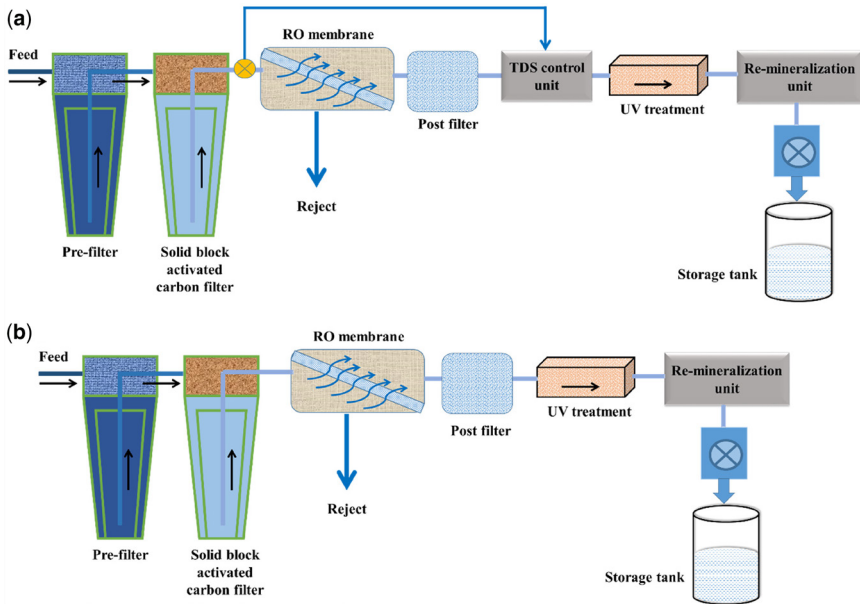 (a)
Feed
RO membrane
TDS control
unit
Re-mineralization
unit
UV treatment
Post filter
Reject
Pre-filter
Solid block
activated
carbon filter
Storage tank
(b)
Feed
RO membrane
Re-mineralization
unit
UV treatment
Post filter
Reject
Pre-filter
Solid block
activated
carbon filter
Storage tank